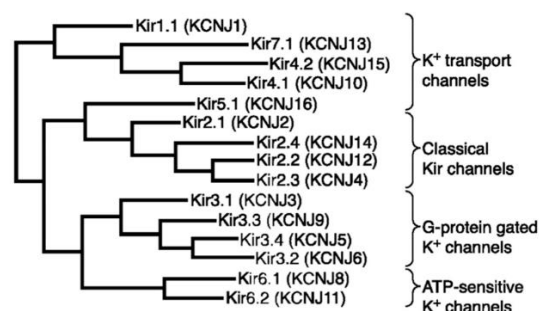 Kir1.1 (KCNJ1)
Kir7.1 (KCNJ13)
Kir4.2 (KCNJ15)
Kir4.1 (KCNJ10)
K⁺ transport
channels
Kir5.1 (KCNJ16)
Kir2.1 (KCNJ2)
Kir2.4 (KCNJ14)
Kir2.2 (KCNJ12)
Kir2.3 (KCNJ4)
Classical
Kir channels
Kir3.1 (KCNJ3)
Kir3.3 (KCNJ9)
Kir3.4 (KCNJ5)
Kir3.2 (KCNJ6)
G-protein gated
K⁺ channels
Kir6.1 (KCNJ8)
Kir6.2 (KCNJ11)
ATP-sensitive
K⁺ channels